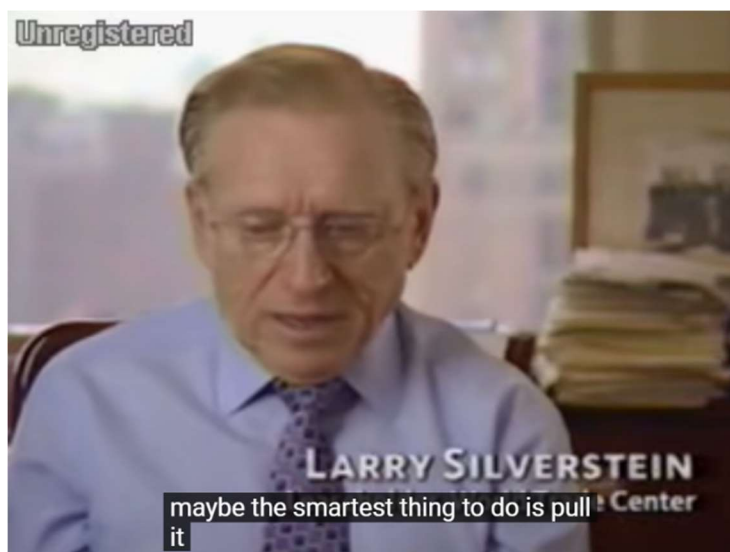 Unregistered
LARRY SILVERSTEIN
Center
maybe the smartest thing to do is pull
it